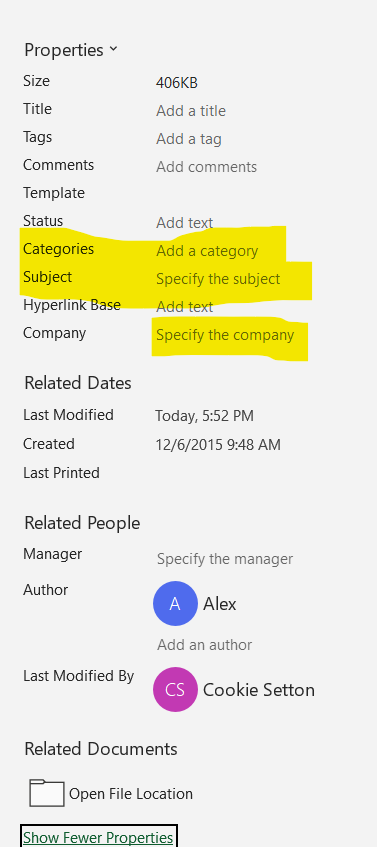 Properties
Size 406KB
Title Add a title
Tags Add a tag
Comments Add comments
Template
Status Add text
Categories Add a category
Subject Specify the subject
Hyperlink Base Add text
Company Specify the company
Related Dates
Last Modified Today, 5:52 PM
Created 12/6/2015 9:48 AM
Last Printed
Related People
Manager Specify the manager
Author A Alex
Add an author
Last Modified By CS Cookie Setton
Related Documents
Open File Location
Show Fewer Properties